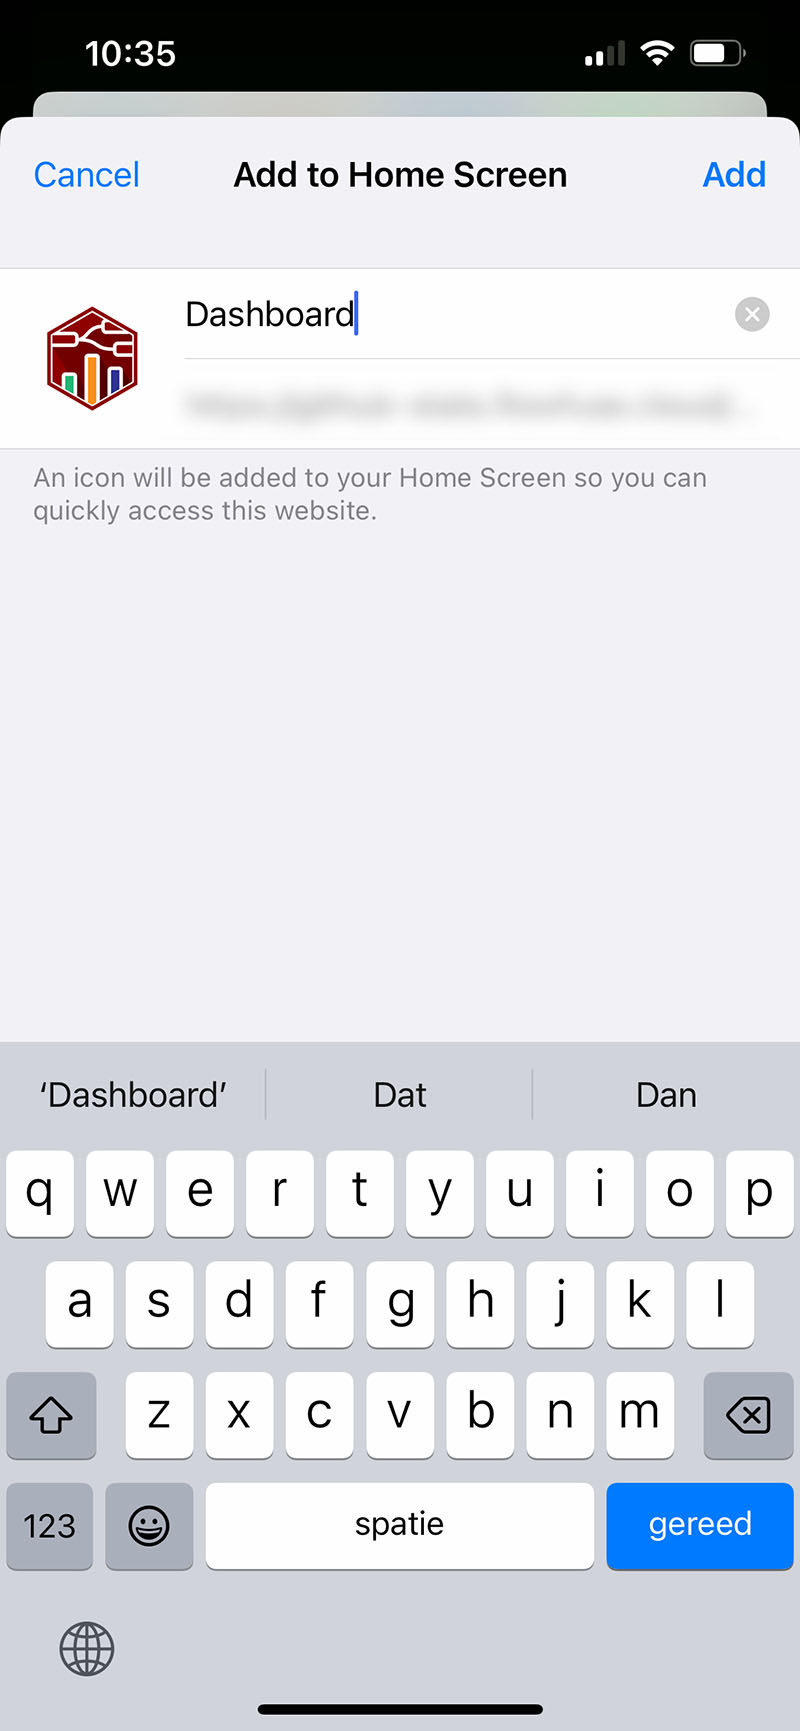 10:35
Cancel
Add to Home Screen
Add
Dashboard
An icon will be added to your Home Screen so you can
quickly access this website.
‘Dashboard’ Dat Dan
q w e r t y u i o p
a s d f g h j k l
z x c v b n m
123 spatie gereed